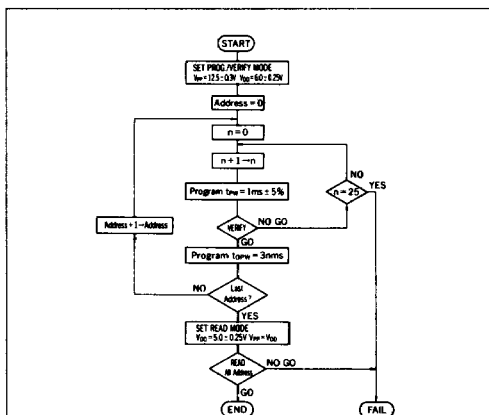 START
SET PROG./VERIFY MODE
VPP=12.5±0.3V VDD=6.0±0.25V
Address=0
n=0
n+1→n
NO
YES
n=25
Program tPW=1ms±5%
Address+1→Address
VERIFY
NO GO
GO
Program tOPW=3nms
NO
Last
Address?
YES
SET READ MODE
VDD=5.0±0.25V VPP=VDD
READ
All Address
NO GO
GO
END
FAIL